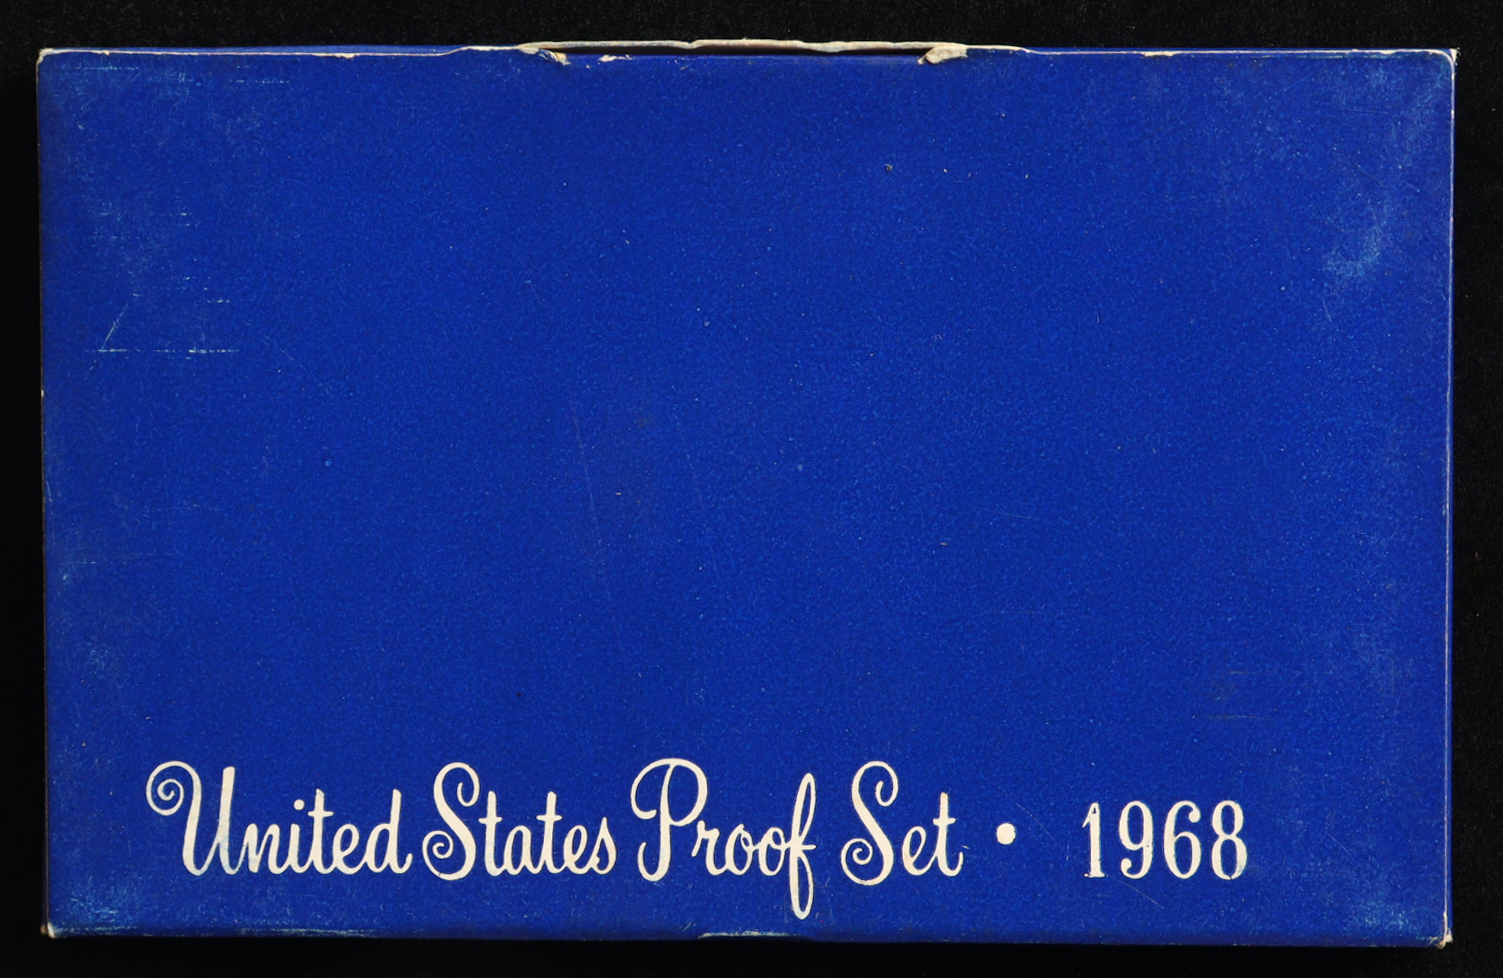 United States Proof Set • 1968